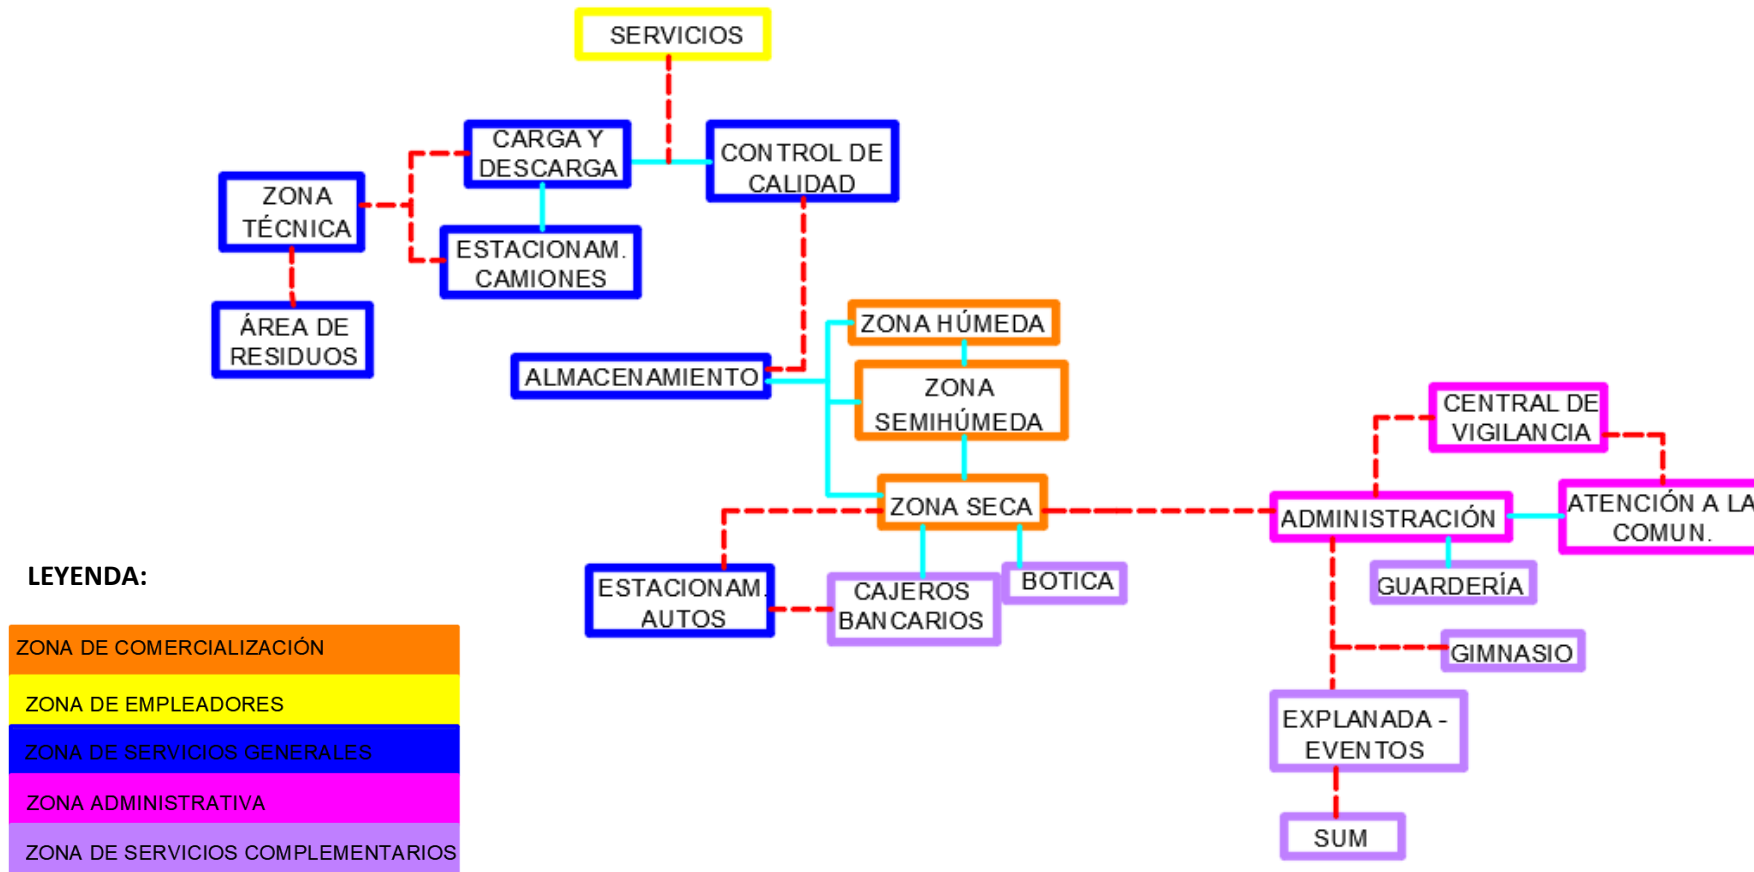 SERVICIOS
CARGA Y
DESCARGA
CONTROL DE
CALIDAD
ZONA
TÉCNICA
ESTACIONAM.
CAMIONES
ÁREA DE
RESIDUOS
ZONA HÚMEDA
ALMACENAMIENTO
ZONA
SEMIHÚMEDA
ZONA SECA
CENTRAL DE
VIGILANCIA
ADMINISTRACIÓN
ATENCIÓN A LA
COMUN.
ESTACIONAM.
AUTOS
CAJEROS
BANCARIOS
BOTICA
GUARDERÍA
GIMNASIO
EXPLANADA -
EVENTOS
SUM
LEYENDA:
ZONA DE COMERCIALIZACIÓN
ZONA DE EMPLEADORES
ZONA DE SERVICIOS GENERALES
ZONA ADMINISTRATIVA
ZONA DE SERVICIOS COMPLEMENTARIOS